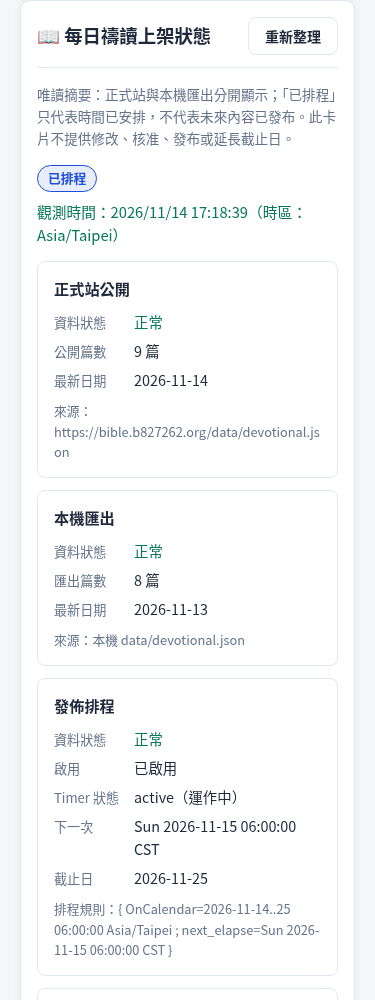 📖 每日禱讀上架狀態
重新整理
唯讀摘要：正式站與本機匯出分開顯示；「已排程」
只代表時間已安排，不代表未來內容已發布。此卡
片不提供修改、核准、發布或延長截止日。
已排程
觀測時間：2026/11/14 17:18:39（時區：
Asia/Taipei）
正式站公開
資料狀態 正常
公開篇數 9 篇
最新日期 2026-11-14
來源：
https://bible.b827262.org/data/devotional.js
on
本機匯出
資料狀態 正常
匯出篇數 8 篇
最新日期 2026-11-13
來源：本機 data/devotional.json
發佈排程
資料狀態 正常
啟用 已啟用
Timer 狀態 active（運作中）
下一次 Sun 2026-11-15 06:00:00
CST
截止日 2026-11-25
排程規則：{ OnCalendar=2026-11-14..25
06:00:00 Asia/Taipei ; next_elapse=Sun 2026-
11-15 06:00:00 CST }